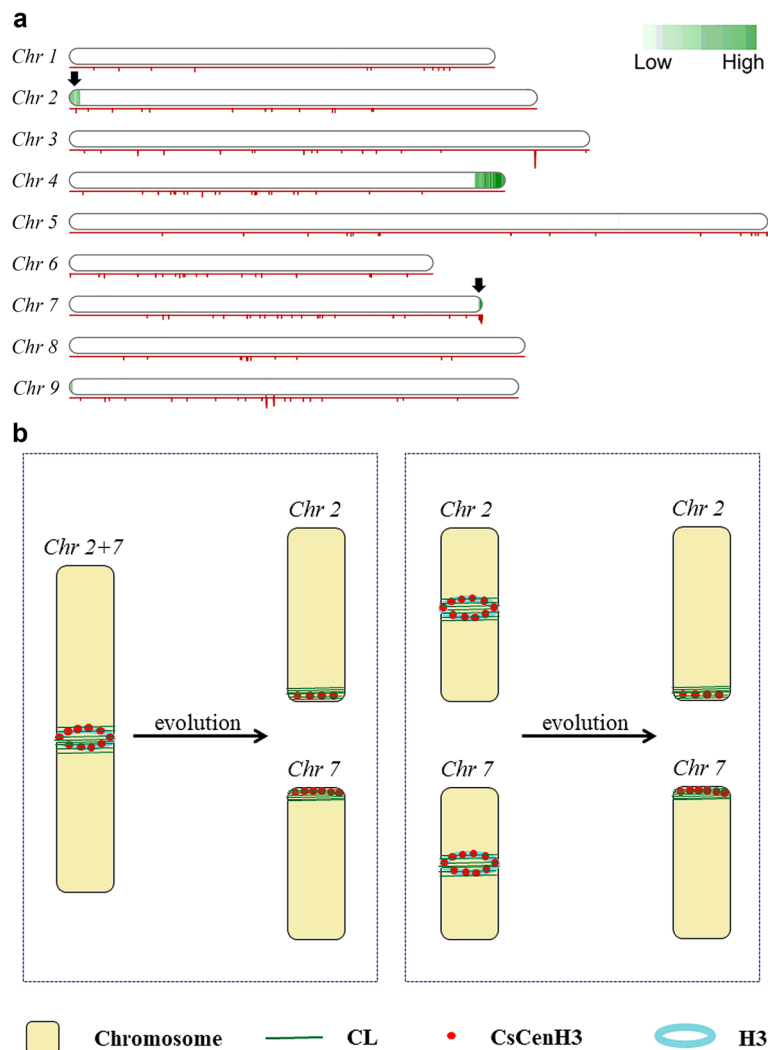 a
Low High
Chr 1
Chr 2
Chr 3
Chr 4
Chr 5
Chr 6
Chr 7
Chr 8
Chr 9
b
Chr 2+7
evolution
Chr 2
Chr 7
Chr 2
Chr 7
evolution
Chr 2
Chr 7
Chromosome CL CsCenH3 H3